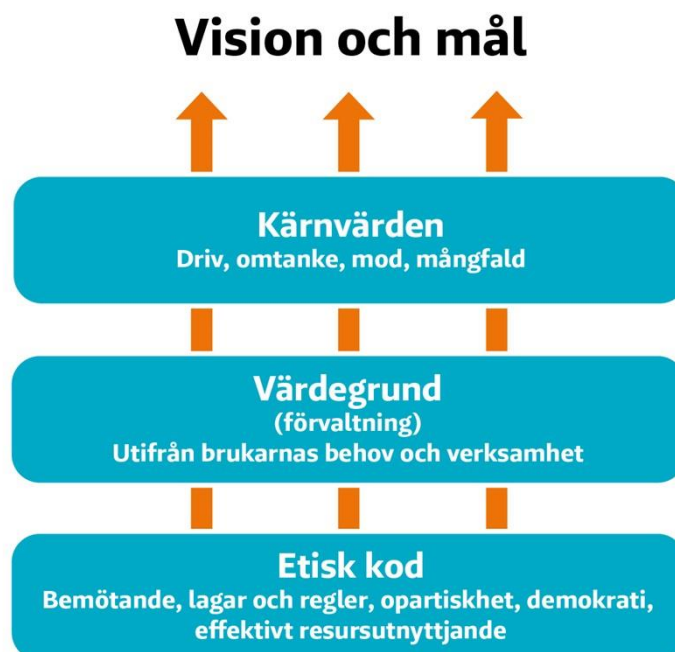 Vision och mål
Kärnvärden
Driv, omtanke, mod, mångfald
Värdegrund
(förvaltning)
Utifrån brukarnas behov och verksamhet
Etisk kod
Bemötande, lagar och regler, opartiskhet, demokrati,
effektivt resursutnyttjande